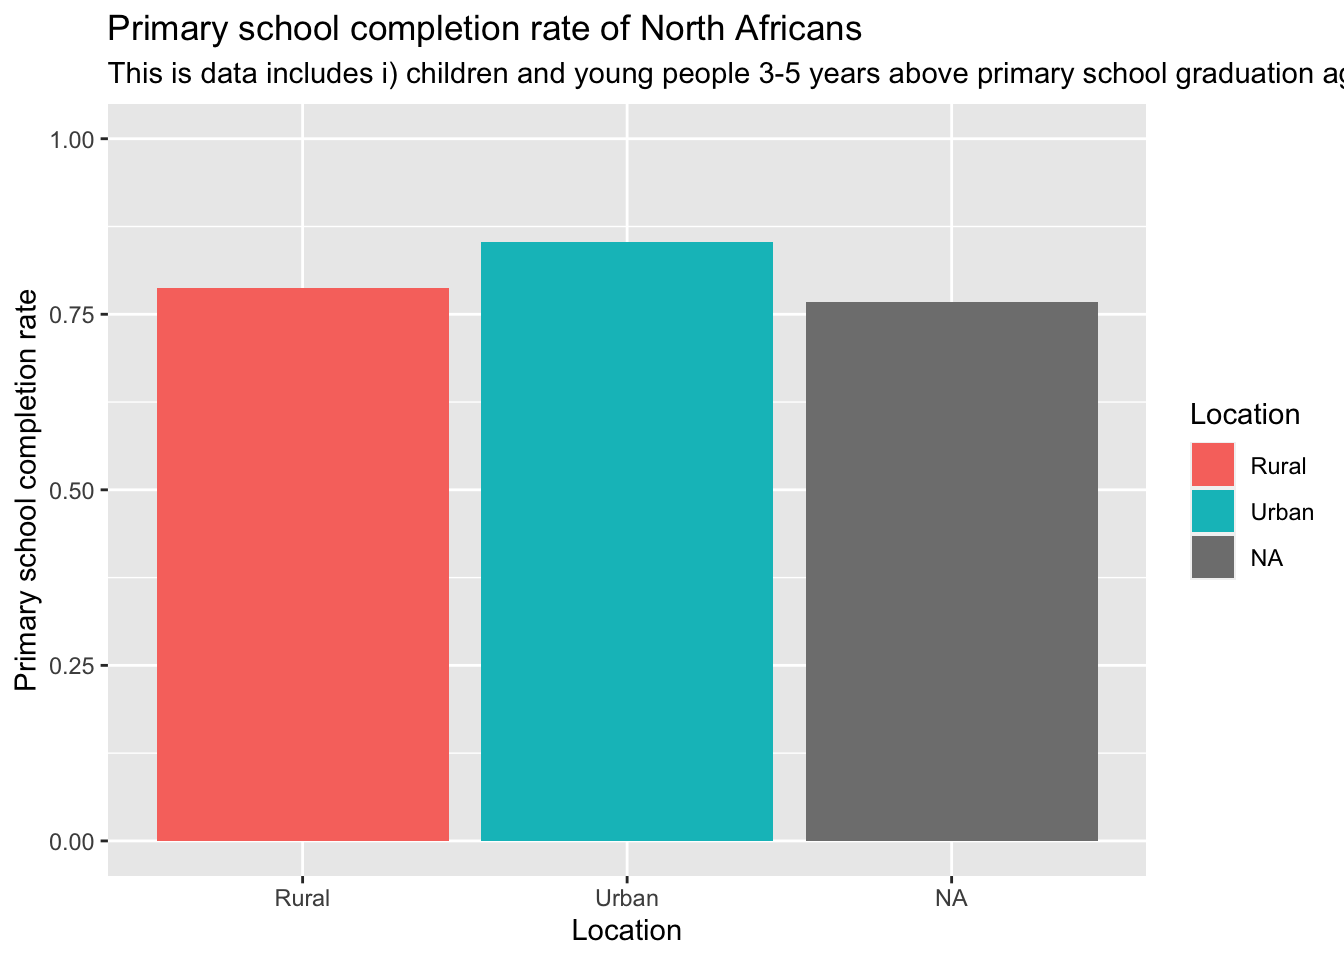 Primary school completion rate of North Africans
This is data includes i) children and young people 3-5 years above primary school graduation
1.00
0.75
0.50
0.25
0.00
Primary school completion rate
Rural
Urban
NA
Location
Location
Rural
Urban
NA